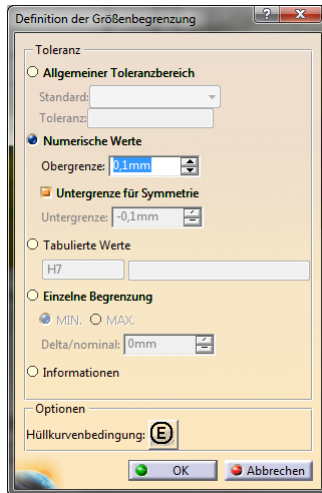 Definition der Größenbegrenzung
Toleranz
Allgemeiner Toleranzbereich
Standard:
Toleranz:
Numerische Werte
Obergrenze: 0,1mm
Untergrenze für Symmetrie
Untergrenze: -0,1mm
Tabulierte Werte
H7
Einzelne Begrenzung
MIN. MAX.
Delta/nominal: 0mm
Informationen
Optionen
Hüllkurvenbedingung: E
OK Abbrechen